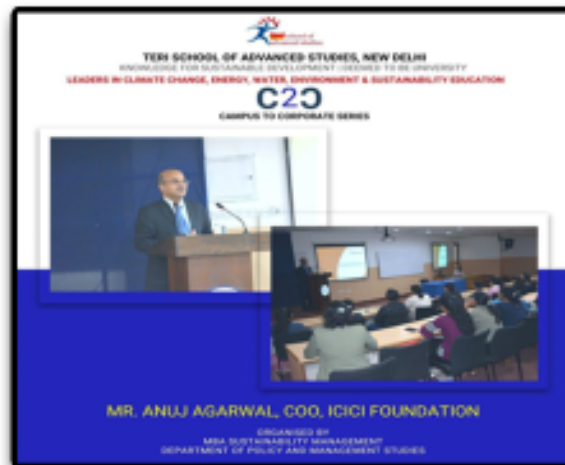 TERI SCHOOL OF ADVANCED STUDIES, NEW DELHI
KNOWLEDGE FOR SUSTAINABLE DEVELOPMENT | DEEMED TO BE UNIVERSITY
LEADERS IN CLIMATE CHANGE, ENERGY, WATER, ENVIRONMENT & SUSTAINABILITY EDUCATION
C2C
CAMPUS TO CORPORATE SERIES
MR. ANUJ AGARWAL, COO, ICICI FOUNDATION
ORGANISED BY
MBA SUSTAINABILITY MANAGEMENT
DEPARTMENT OF POLICY AND MANAGEMENT STUDIES